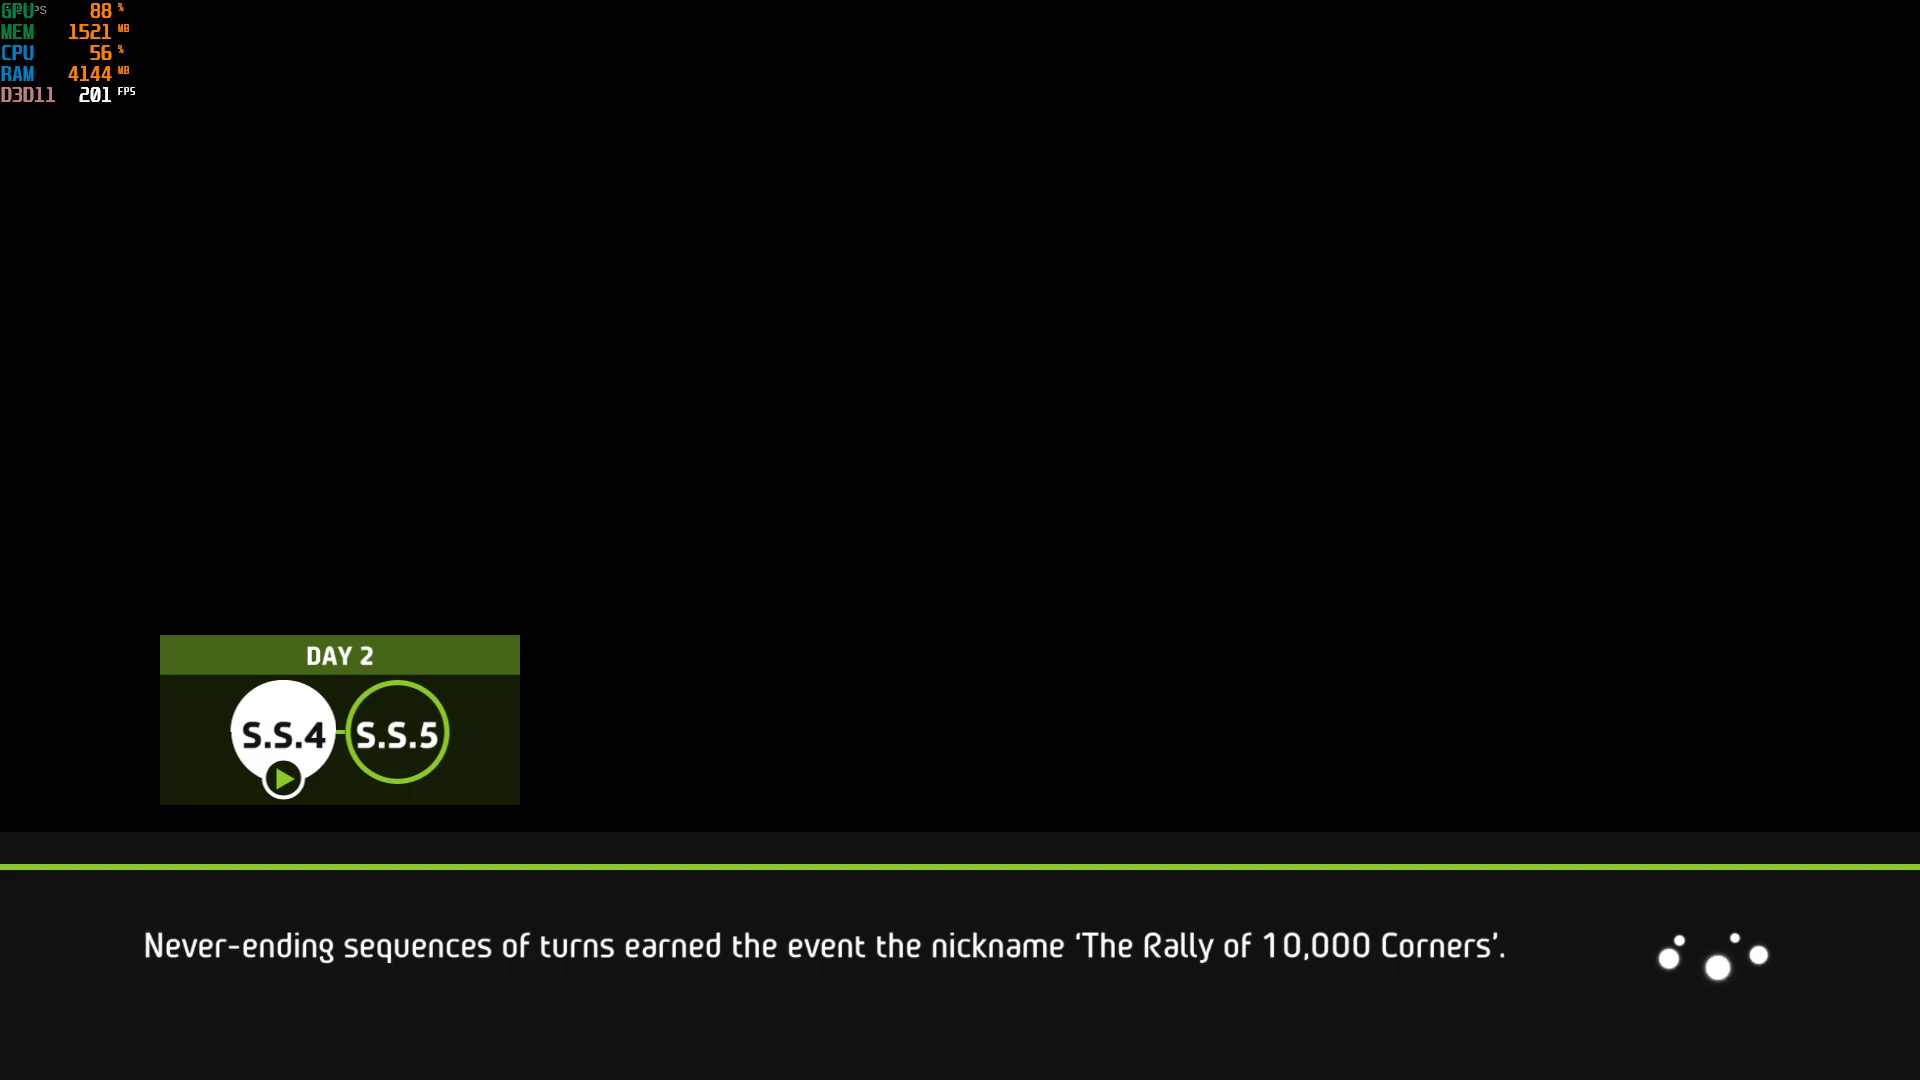 GPU 88 %
MEM 1521 MB
CPU 56 %
RAM 4144 MB
D3D11 201 FPS
DAY 2
S.S.4 S.S.5
Never-ending sequences of turns earned the event the nickname ‘The Rally of 10,000 Corners’.